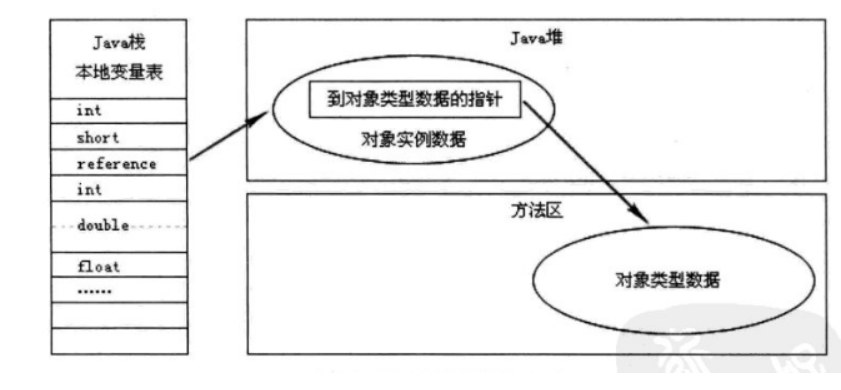 Java栈
本地变量表
int
short
reference
int
double
float
......
Java堆
到对象类型数据的指针
对象实例数据
方法区
对象类型数据